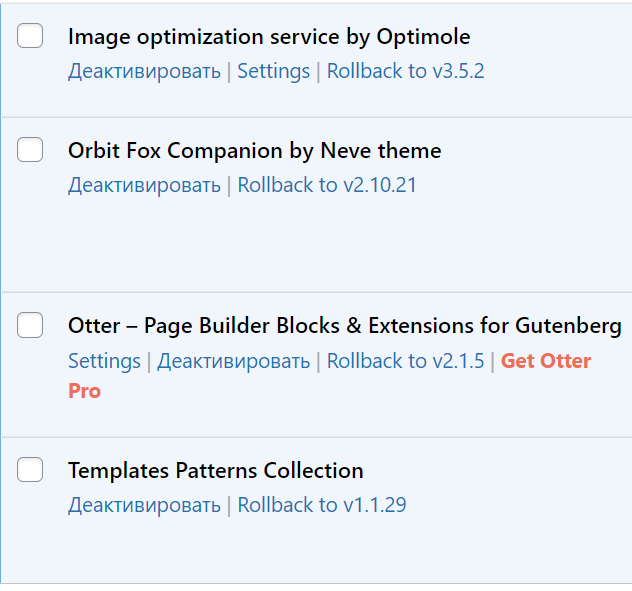 Image optimization service by Optimole
Деактивировать | Settings | Rollback to v3.5.2
Orbit Fox Companion by Neve theme
Деактивировать | Rollback to v2.10.21
Otter – Page Builder Blocks & Extensions for Gutenberg
Settings | Деактивировать | Rollback to v2.1.5 | Get Otter
Pro
Templates Patterns Collection
Деактивировать | Rollback to v1.1.29